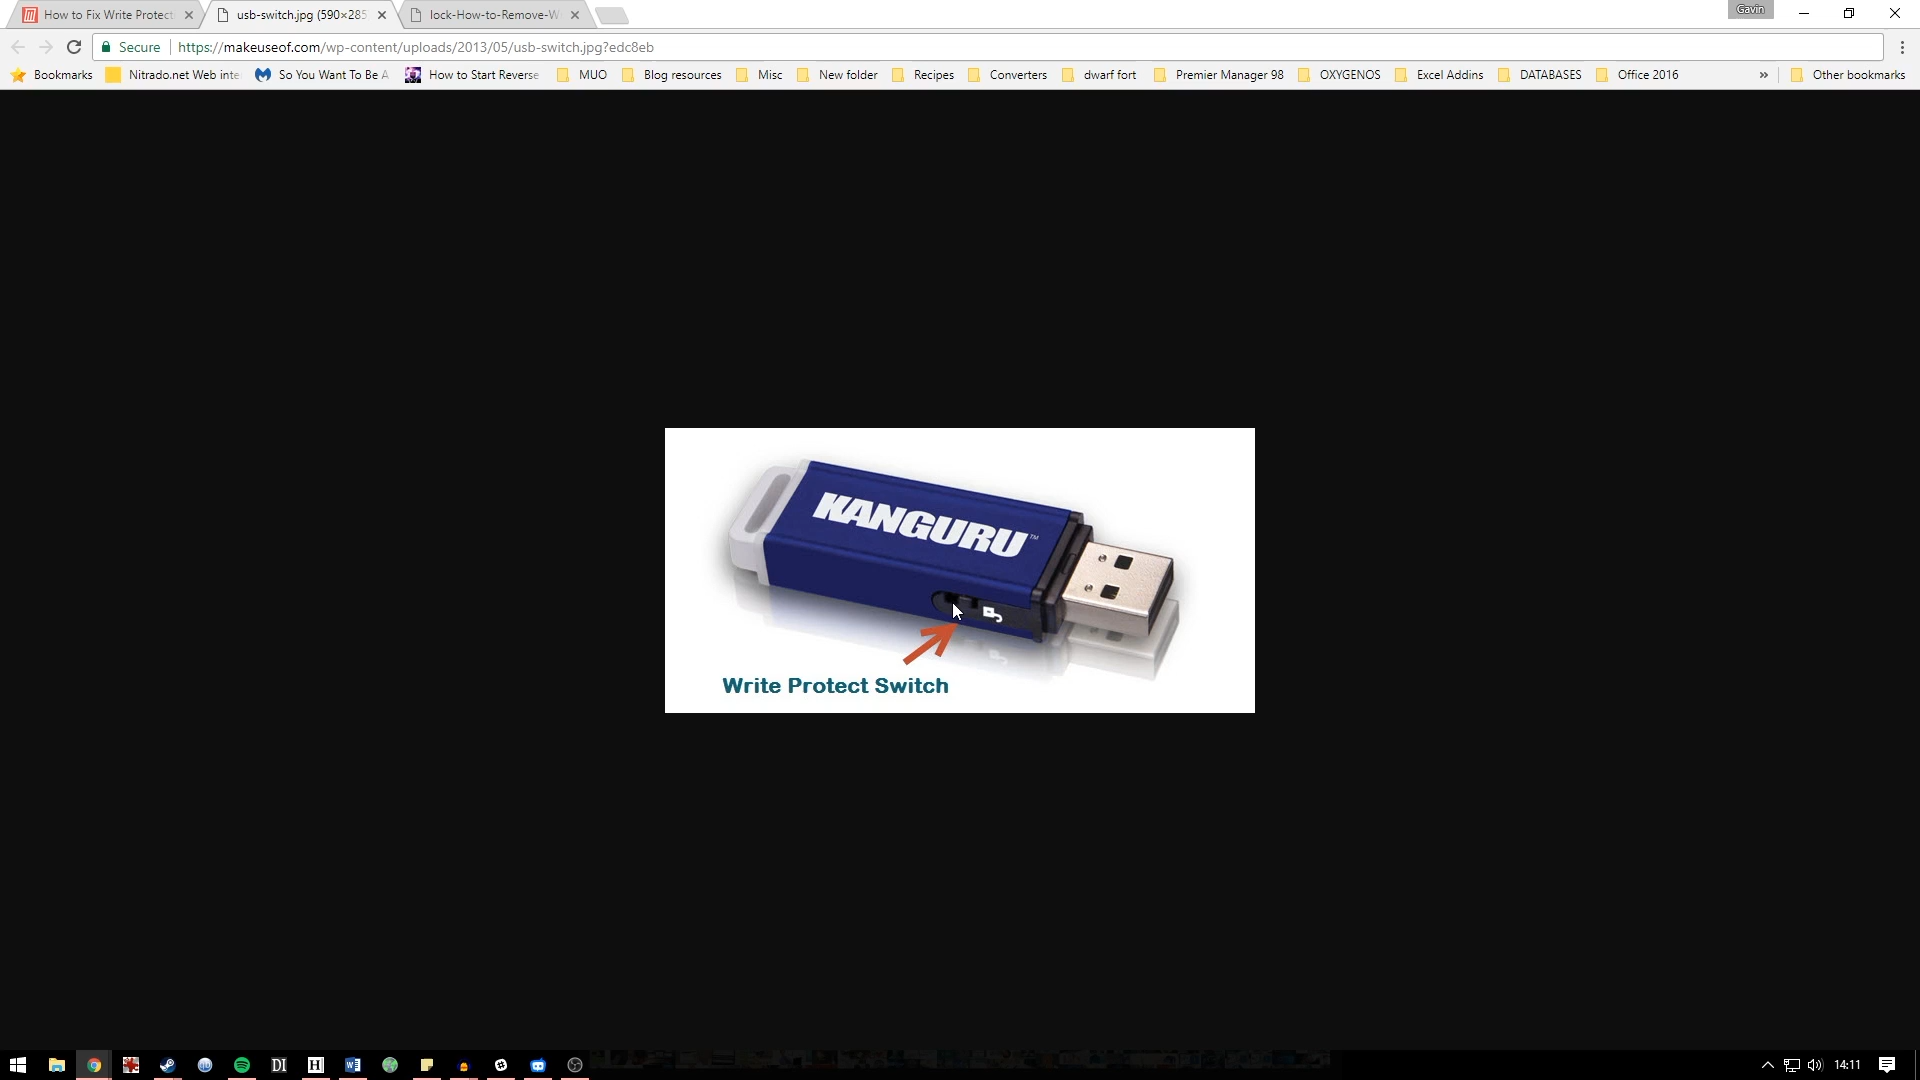 How to Fix Write Protect
usb-switch.jpg (590×285
lock-How-to-Remove-W
Gavin
Secure
https://makeuseof.com/wp-content/uploads/2013/05/usb-switch.jpg?edc8eb
Bookmarks
Nitrado.net Web inte
So You Want To Be A
How to Start Reverse
MUO
Blog resources
Misc
New folder
Recipes
Converters
dwarf fort
Premier Manager 98
OXYGENOS
Excel Addins
DATABASES
Office 2016
»
Other bookmarks
KANGURU™
Write Protect Switch
DI
H
14:11